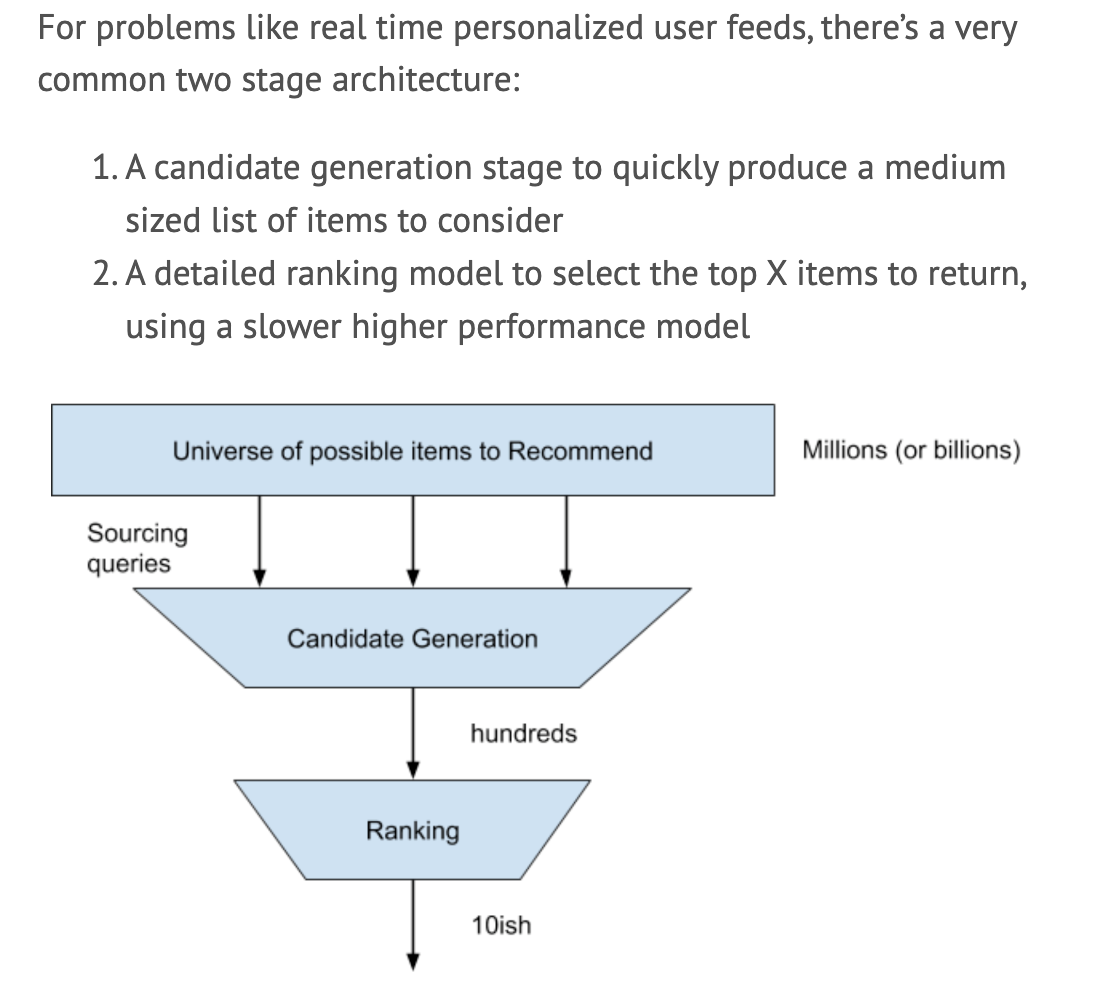 For problems like real time personalized user feeds, there’s a very
common two stage architecture:
1. A candidate generation stage to quickly produce a medium
sized list of items to consider
2. A detailed ranking model to select the top X items to return,
using a slower higher performance model
Universe of possible items to Recommend
Millions (or billions)
Sourcing
queries
Candidate Generation
hundreds
Ranking
10ish